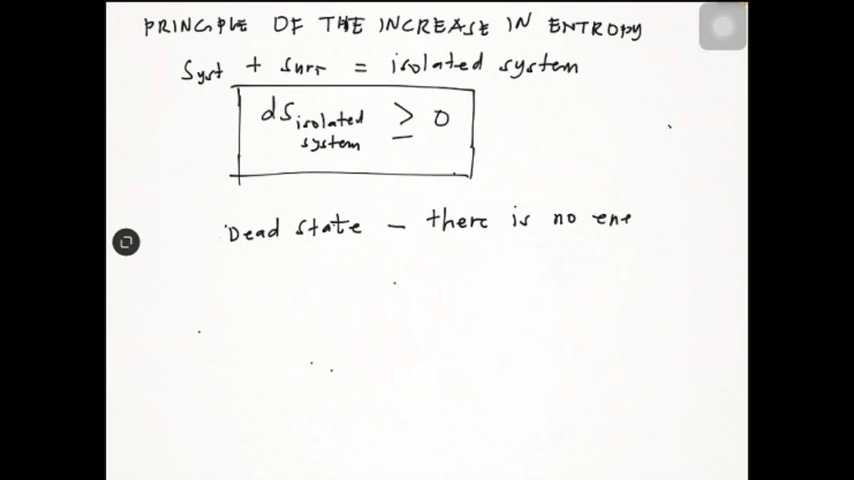 PRINCIPLE OF THE INCREASE IN ENTROPY
Syst + surr = isolated system
dS isolated system ≥ 0
Dead state – there is no ene